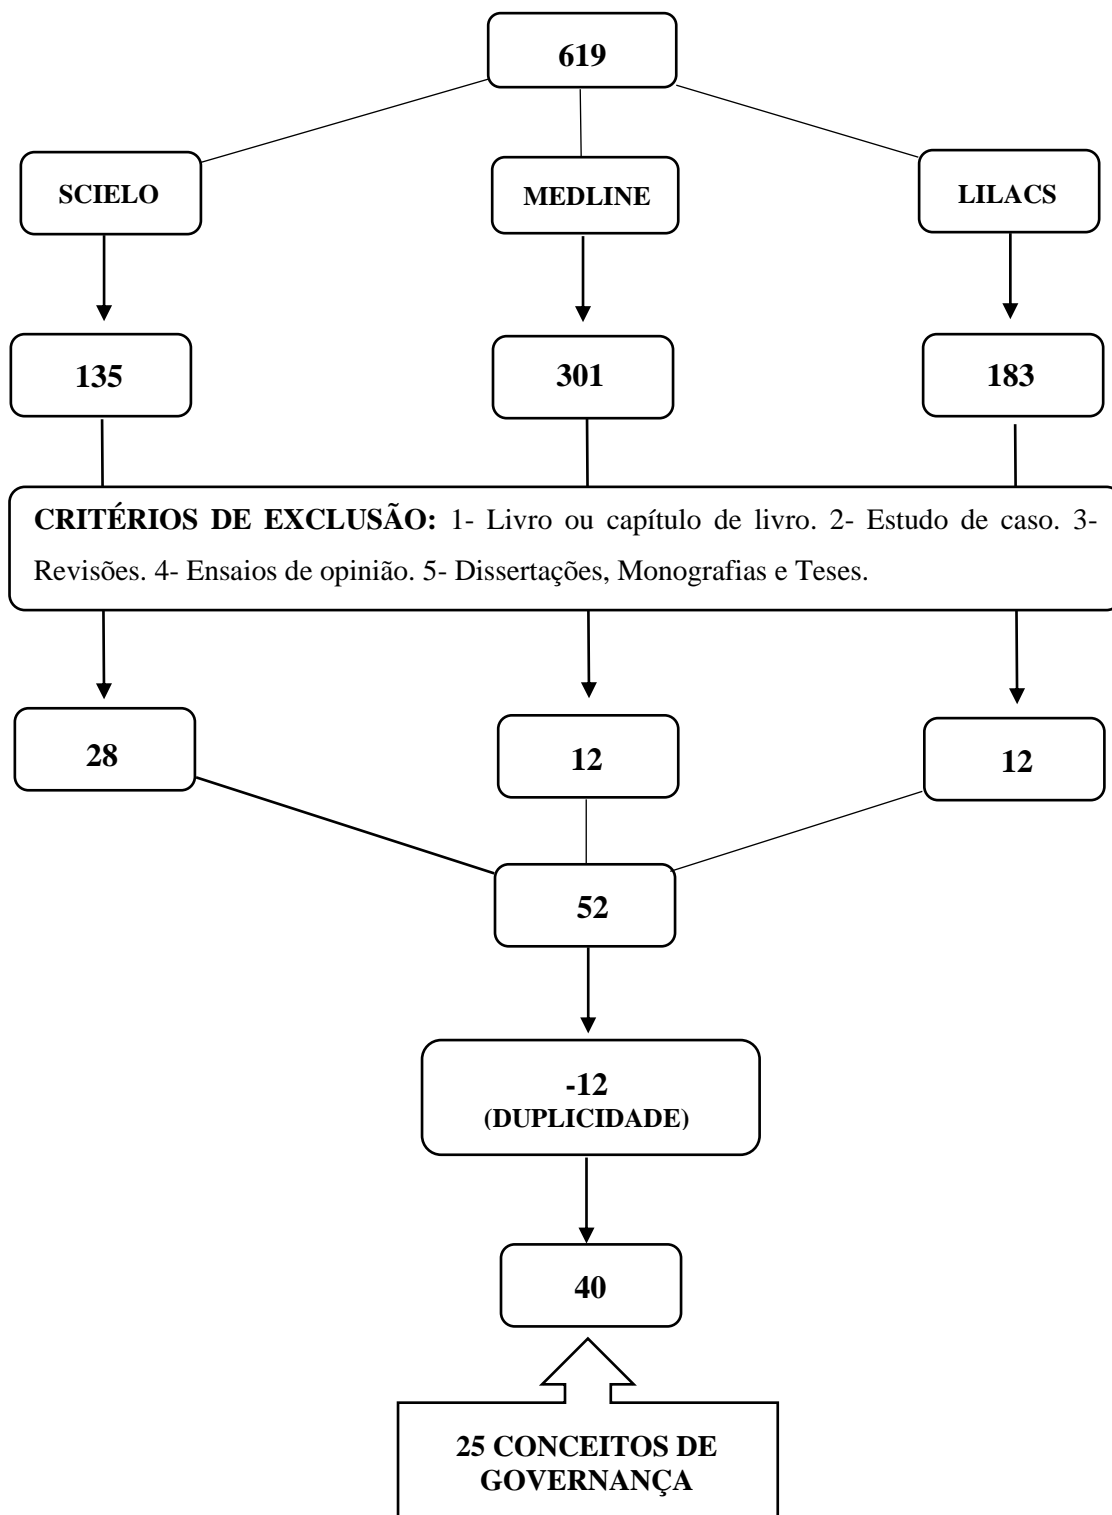 619
SCIELO
MEDLINE
LILACS
135
301
183
CRITÉRIOS DE EXCLUSÃO: 1- Livro ou capítulo de livro. 2- Estudo de caso. 3-
Revisões. 4- Ensaios de opinião. 5- Dissertações, Monografias e Teses.
28
12
12
52
-12
(DUPLICIDADE)
40
25 CONCEITOS DE
GOVERNANÇA